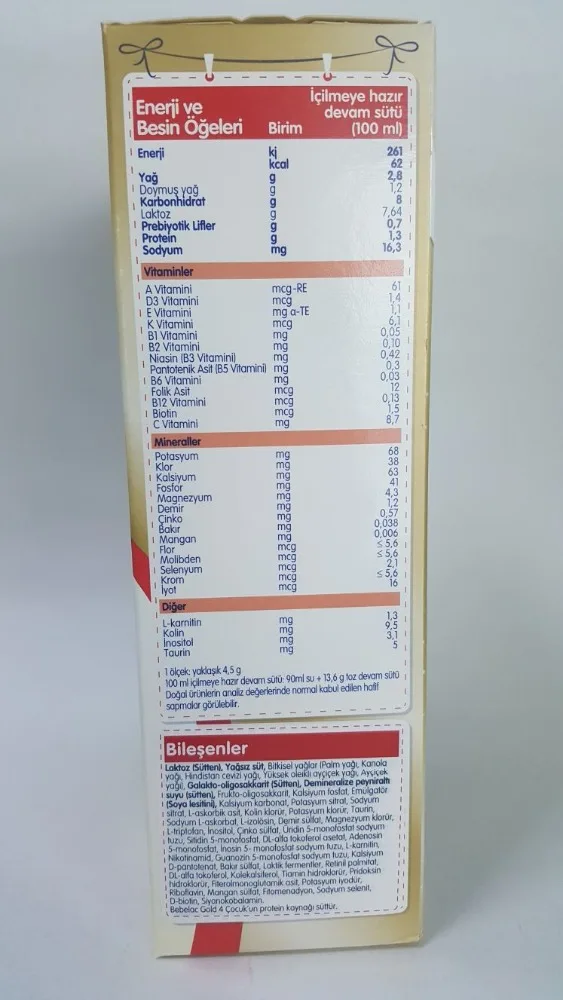 Enerji ve Besin Öğeleri Birim İçilmeye hazır devam sütü (100 ml)
Enerji kj 261
kcal 62
Yağ g 2,8
Doymuş yağ g 1,2
Karbonhidrat g 8
Laktoz g 7,64
Prebiyotik Lifler g 0,7
Protein g 1,3
Sodyum mg 16,3
Vitaminler
A Vitamini mcg-RE 61
D3 Vitamini mcg 1,4
E Vitamini mg α-TE 1,1
K Vitamini mcg 6,1
B1 Vitamini mg 0,05
B2 Vitamini mg 0,10
Niasin (B3 Vitamini) mg 0,42
Pantotenik Asit (B5 Vitamini) mg 0,3
B6 Vitamini mg 0,03
Folik Asit mcg 12
B12 Vitamini mcg 0,13
Biotin mcg 1,5
C Vitamini mg 8,7
Mineraller
Potasyum mg 68
Klor mg 38
Kalsiyum mg 63
Fosfor mg 41
Magnezyum mg 4,3
Demir mg 1,2
Çinko mg 0,57
Bakır mg 0,038
Mangan mg 0,006
Flor mcg ≤ 5,6
Molibden mcg ≤ 5,6
Selenyum mcg 2,1
Krom mcg ≤ 5,6
İyot mcg 16
Diğer
L-karnitin mg 1,3
Kolin mg 9,5
İnositol mg 3,1
Taurin mg 5
1 ölçek: yaklaşık 4,5 g
100 ml içilmeye hazır devam sütü: 90ml su + 13,6 g toz devam sütü
Doğal ürünlerin analiz değerlerinde normal kabul edilen hafif
sapmalar görülebilir.
Bileşenler
Laktoz (Sütten), Yağsız süt, Bitkisel yağlar (Palm yağı, Kanola
yağı, Hindistan cevizi yağı, Yüksek oleikli ayçiçek yağı, Ayçiçek
yağı), Galakto-oligosakkarit (Sütten), Demineralize peyniraltı
suyu (sütten), Frukto-oligosakkarit, Kalsiyum fosfat, Emülgatör
(Soya lesitini), Kalsiyum karbonat, Potasyum sitrat, Sodyum
sitrat, L-askorbik asit, Kolin klorür, Potasyum klorür, Taurin,
Sodyum L-askorbat, L-izolösin, Demir sülfat, Magnezyum klorür,
L-triptofan, İnositol, Çinko sülfat, Üridin 5-monofosfat sodyum
tuzu, Sitidin 5-monofosfat, DL-alfa tokoferol asetat, Adenosin
5-monofosfat, İnosin 5- monofosfat sodyum tuzu, L-karnitin,
Nikotinamid, Guanozin 5-monofosfat sodyum tuzu, Kalsiyum
D-pantotenat, Bakır sülfat, Laktik fermentler, Retinil palmitat,
DL-alfa tokoferol, Kolekalsiferol, Tiamin hidroklorür, Pridoksin
hidroklorür, Pteroilmonoglutamik asit, Potasyum iyodür,
Riboflavin, Mangan sülfat, Fitomenadyon, Sodyum selenit,
D-biotin, Siyanokobalamin.
Bebelac Gold 4 Çocuk'un protein kaynağı süttür.